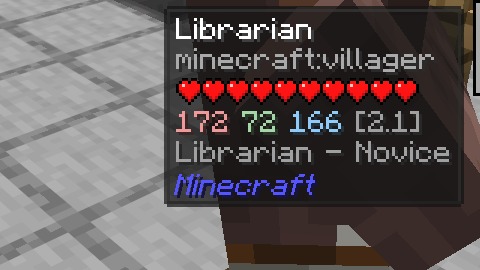 Librarian
minecraft:villager
172 72 166 [2.1]
Librarian - Novice
Minecraft